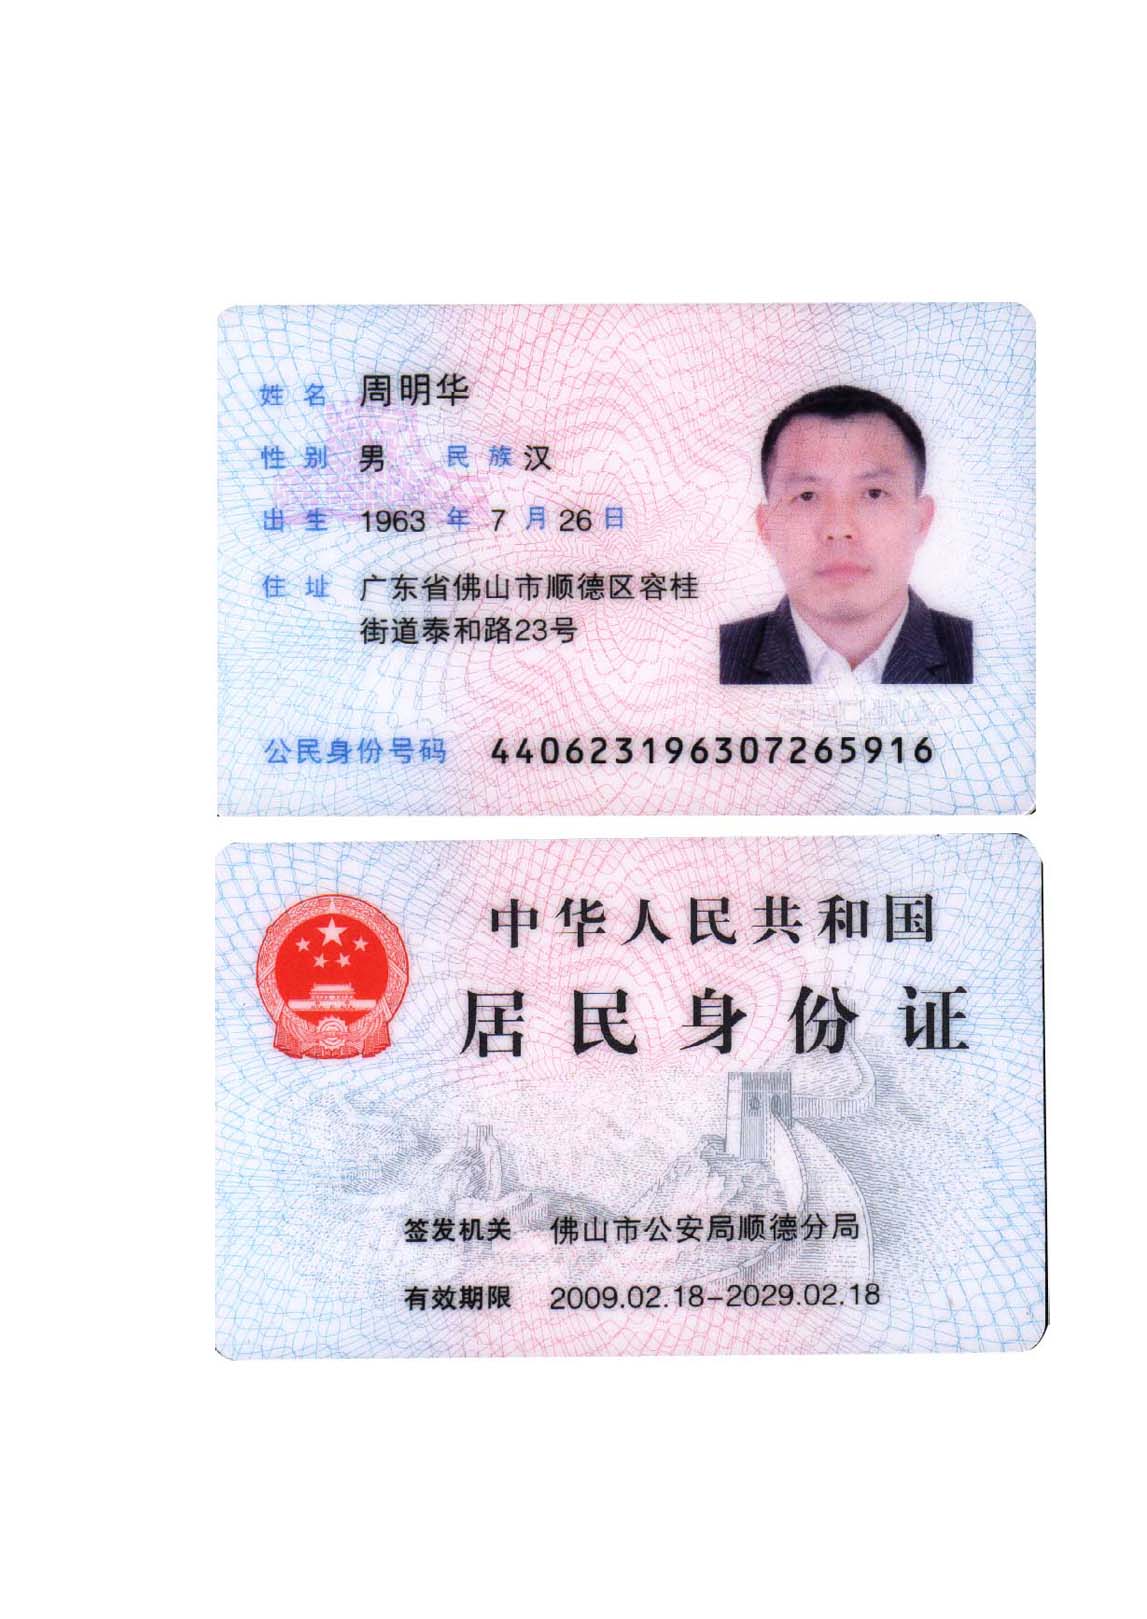 姓名 周明华
性别 男 民族 汉
出生 1963 年 7 月 26 日
住址 广东省佛山市顺德区容桂
街道泰和路23号
公民身份号码 440623196307265916
中华人民共和国
居民身份证
签发机关 佛山市公安局顺德分局
有效期限 2009.02.18-2029.02.18